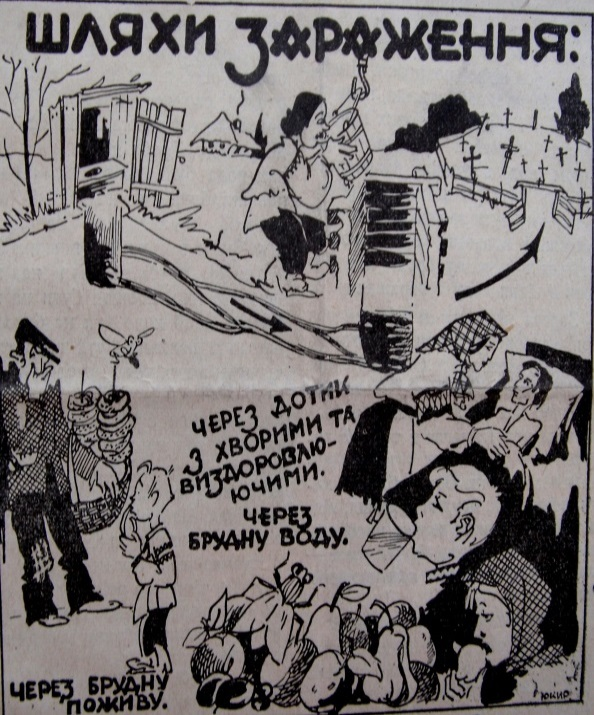 ШЛЯХИ ЗАРАЖЕННЯ:
ЧЕРЕЗ ДОТИК
З ХВОРИМИ ТА
ВИЗДОРОВЛЮ-
ЮЧИМИ.
ЧЕРЕЗ
БРУДНУ ВОДУ.
ЧЕРЕЗ БРУДНУ
ПОЖИВУ.